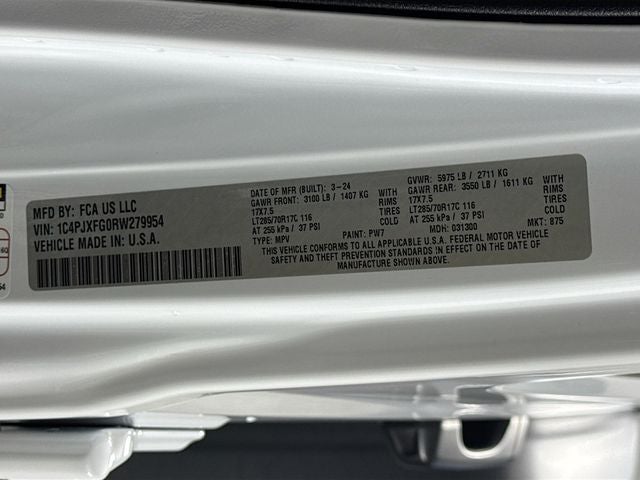 MFD BY: FCA US LLC
VIN: 1C4PJXFG0RW279954
VEHICLE MADE IN U.S.A.
DATE OF MFR (BUILT): 3-24
GAWR FRONT: 3100 LB / 1407 KG WITH
17X7.5 RIMS
LT285/70R17C 116 TIRES
AT 255 kPa / 37 PSI COLD
TYPE: MPV PAINT: PW7
GVWR: 5975 LB / 2711 KG
GAWR REAR: 3550 LB / 1611 KG WITH
17X7.5 RIMS
LT285/70R17C 116 TIRES
AT 255 kPa / 37 PSI COLD
MDH: 031300 MKT: 875
THIS VEHICLE CONFORMS TO ALL APPLICABLE U.S.A. FEDERAL MOTOR VEHICLE
SAFETY AND THEFT PREVENTION STANDARDS IN EFFECT ON THE DATE OF
MANUFACTURE SHOWN ABOVE.